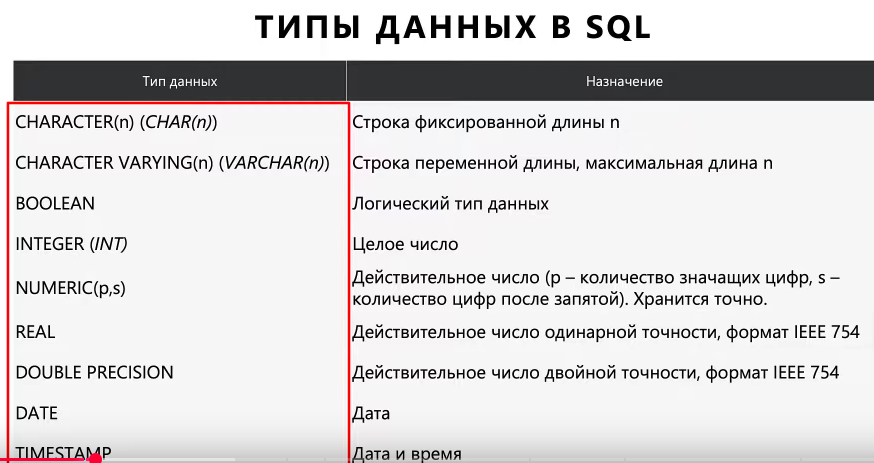 ТИПЫ ДАННЫХ В SQL
Тип данных
Назначение
CHARACTER(n) (CHAR(n))
Строка фиксированной длины n
CHARACTER VARYING(n) (VARCHAR(n))
Строка переменной длины, максимальная длина n
BOOLEAN
Логический тип данных
INTEGER (INT)
Целое число
NUMERIC(p,s)
Действительное число (p – количество значащих цифр, s –
количество цифр после запятой). Хранится точно.
REAL
Действительное число одинарной точности, формат IEEE 754
DOUBLE PRECISION
Действительное число двойной точности, формат IEEE 754
DATE
Дата
TIMESTAMP
Дата и время